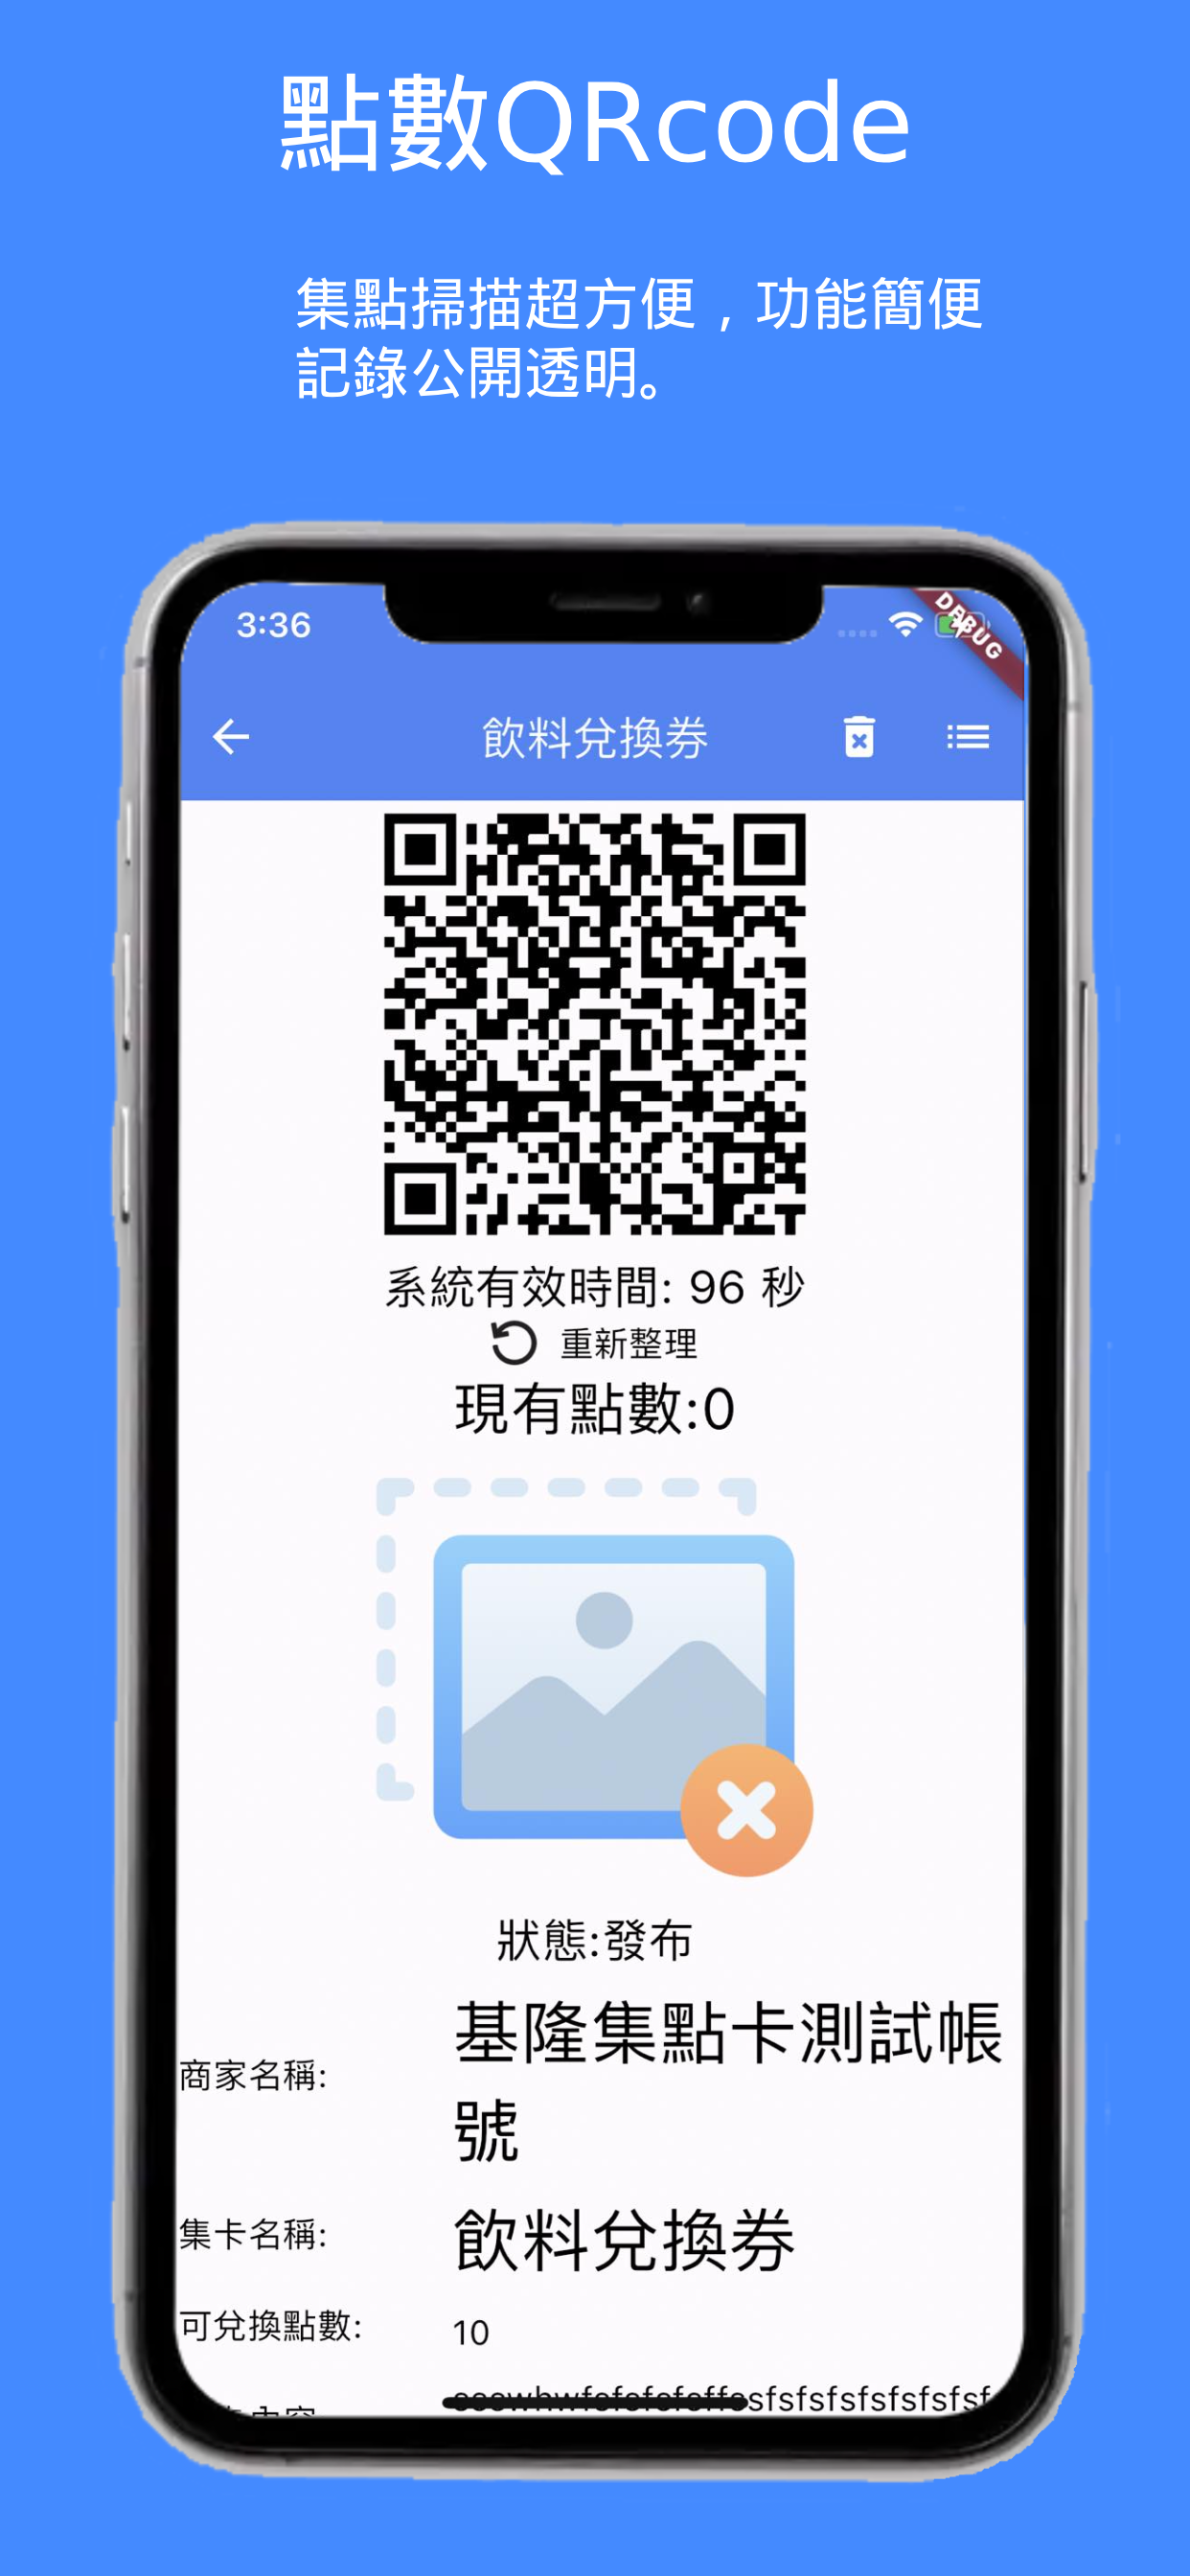 點數QRcode
集點掃描超方便，功能簡便
記錄公開透明。
3:36
DEBUG
飲料兌換券
系統有效時間: 96 秒
重新整理
現有點數:0
狀態:發布
商家名稱:
基隆集點卡測試帳
號
集卡名稱:
飲料兌換券
可兌換點數:
10